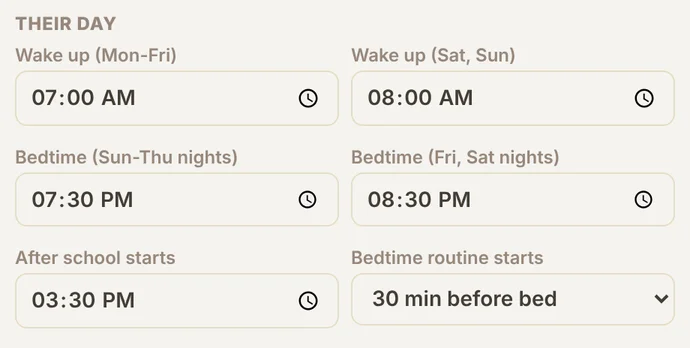 THEIR DAY
Wake up (Mon-Fri)
Wake up (Sat, Sun)
07:00 AM
08:00 AM
Bedtime (Sun-Thu nights)
Bedtime (Fri, Sat nights)
07:30 PM
08:30 PM
After school starts
Bedtime routine starts
03:30 PM
30 min before bed